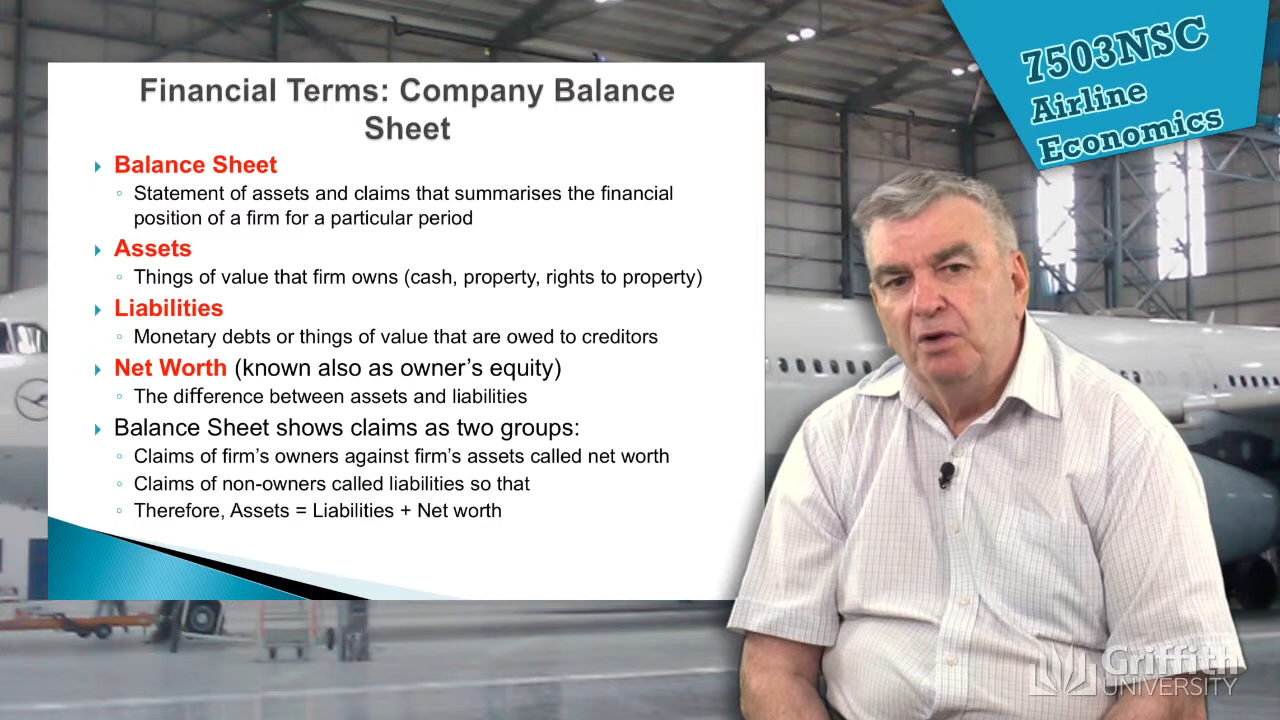 Financial Terms: Company Balance
Sheet
Balance Sheet
Statement of assets and claims that summarises the financial
position of a firm for a particular period
Assets
Things of value that firm owns (cash, property, rights to property)
Liabilities
Monetary debts or things of value that are owed to creditors
Net Worth (known also as owner’s equity)
The difference between assets and liabilities
Balance Sheet shows claims as two groups:
Claims of firm’s owners against firm’s assets called net worth
Claims of non-owners called liabilities so that
Therefore, Assets = Liabilities + Net worth
7503NSC
Airline
Economics
Griffith
UNIVERSITY